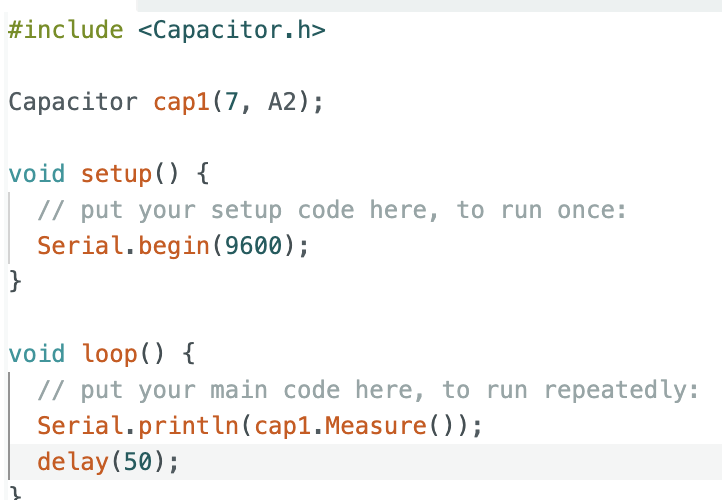 #include <Capacitor.h>
Capacitor cap1(7, A2);
void setup() {
// put your setup code here, to run once:
Serial.begin(9600);
}
void loop() {
// put your main code here, to run repeatedly:
Serial.println(cap1.Measure());
delay(50);
}